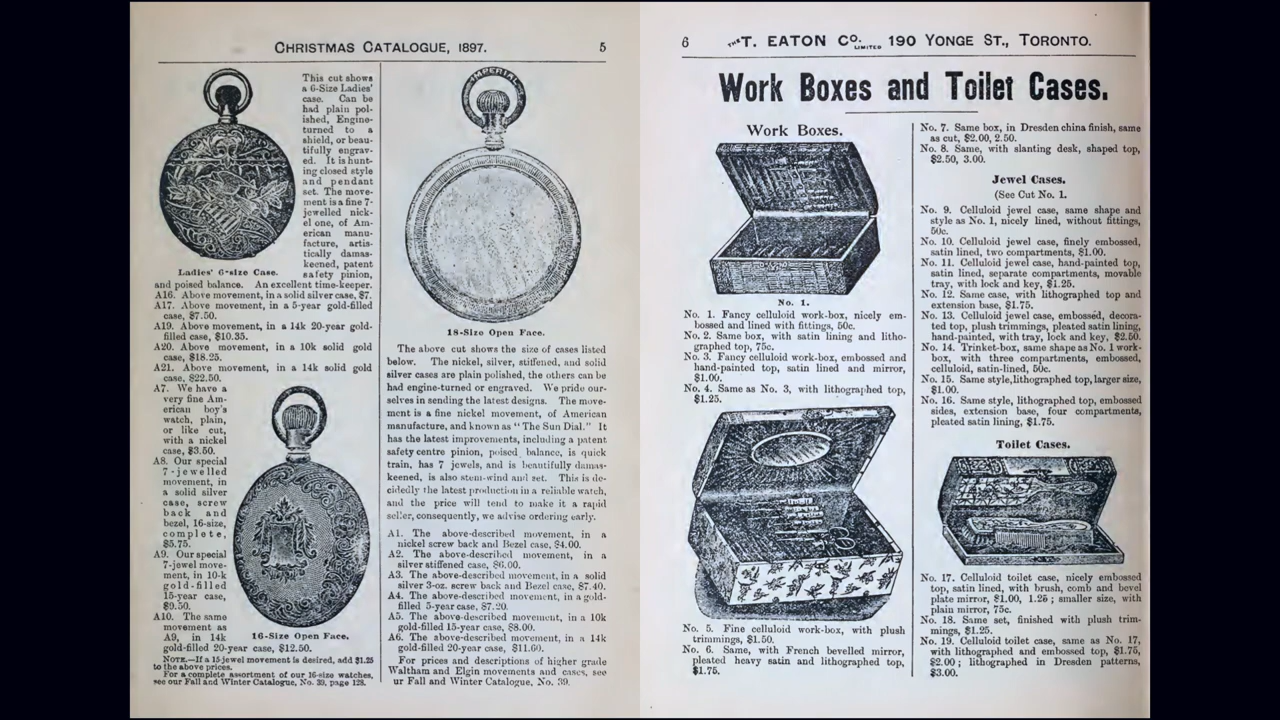 CHRISTMAS CATALOGUE, 1897.
5
This cut shows
a 6-Size Ladies'
case. Can be
had plain pol-
ished, Engine-
turned to a
shield, or beau-
tifully engrav-
ed. It is hunt-
ing closed style
and pendant
set. The move-
ment is a fine 7-
jewelled nick-
el one, of Am-
erican manu-
facture, artis-
tically damas-
keened, patent
safety pinion,
Ladies' 6-size Case.
and poised balance. An excellent time-keeper.
A16. Above movement, in a solid silver case, $7.
A17. Above movement, in a 5-year gold-filled
case, $7.50.
A19. Above movement, in a 14k 20-year gold-
filled case, $10.35.
A20. Above movement, in a 10k solid gold
case, $18.25.
A21. Above movement, in a 14k solid gold
case, $22.50.
A7. We have a
very fine Am-
erican boy's
watch, plain,
or like cut,
with a nickel
case, $3.50.
A8. Our special
7-jewelled
movement, in
a solid silver
case, screw
back and
bezel, 16-size,
complete,
$5.75.
A9. Our special
7-jewel move-
ment, in 10-k
gold-filled
15-year case,
$9.50.
A10. The same
movement as
A9, in 14k
gold-filled 20-year case, $12.50.
16-Size Open Face.
NOTE.—If a 15-jewel movement is desired, add $1.25
to the above prices.
For a complete assortment of our 16-size watches,
see our Fall and Winter Catalogue, No. 39, page 128.
IMPERIAL
18-Size Open Face.
The above cut shows the size of cases listed
below. The nickel, silver, stiffened, and solid
silver cases are plain polished, the others can be
had engine-turned or engraved. We pride our-
selves in sending the latest designs. The move-
ment is a fine nickel movement, of American
manufacture, and known as "The Sun Dial." It
has the latest improvements, including a patent
safety centre pinion, poised balance, is quick
train, has 7 jewels, and is beautifully damas-
keened, is also stem-wind and set. This is de-
cidedly the latest production in a reliable watch,
and the price will tend to make it a rapid
seller, consequently, we advise ordering early.
A1. The above-described movement, in a
nickel screw back and Bezel case, $4.00.
A2. The above-described movement, in a
silver stiffened case, $6.00.
A3. The above-described movement, in a solid
silver 3-oz. screw back and Bezel case, $7.40.
A4. The above-described movement, in a gold-
filled 5-year case, $7.20.
A5. The above-described movement, in a 10k
gold-filled 15-year case, $8.00.
A6. The above-described movement, in a 14k
gold-filled 20-year case, $11.60.
For prices and descriptions of higher grade
Waltham and Elgin movements and cases, see
ur Fall and Winter Catalogue, No. 39.
6
THE T. EATON CO. LIMITED 190 YONGE ST., TORONTO.
Work Boxes and Toilet Cases.
Work Boxes.
No. 1.
No. 1. Fancy celluloid work-box, nicely em-
bossed and lined with fittings, 50c.
No. 2. Same box, with satin lining and litho-
graphed top, 75c.
No. 3. Fancy celluloid work-box, embossed and
hand-painted top, satin lined and mirror,
$1.00.
No. 4. Same as No. 3, with lithographed top,
$1.25.
No. 5. Fine celluloid work-box, with plush
trimmings, $1.50.
No. 6. Same, with French bevelled mirror,
pleated heavy satin and lithographed top,
$1.75.
No. 7. Same box, in Dresden china finish, same
as cut, $2.00, 2.50.
No. 8. Same, with slanting desk, shaped top,
$2.50, 3.00.
Jewel Cases.
(See Cut No. 1.
No. 9. Celluloid jewel case, same shape and
style as No. 1, nicely lined, without fittings,
50c.
No. 10. Celluloid jewel case, finely embossed,
satin lined, two compartments, $1.00.
No. 11. Celluloid jewel case, hand-painted top,
satin lined, separate compartments, movable
tray, with lock and key, $1.25.
No. 12. Same case, with lithographed top and
extension base, $1.75.
No. 13. Celluloid jewel case, embossed, decora-
ted top, plush trimmings, pleated satin lining,
hand-painted, with tray, lock and key, $2.50.
No. 14. Trinket-box, same shape as No. 1 work-
box, with three compartments, embossed,
celluloid, satin-lined, 50c.
No. 15. Same style, lithographed top, larger size,
$1.00.
No. 16. Same style, lithographed top, embossed
sides, extension base, four compartments,
pleated satin lining, $1.75.
Toilet Cases.
No. 17. Celluloid toilet case, nicely embossed
top, satin lined, with brush, comb and bevel
plate mirror, $1.00, 1.25 ; smaller size, with
plain mirror, 75c.
No. 18. Same set, finished with plush trim-
mings, $1.25.
No. 19. Celluloid toilet case, same as No. 17,
with lithographed and embossed top, $1.75,
$2.00 ; lithographed in Dresden patterns,
$3.00.